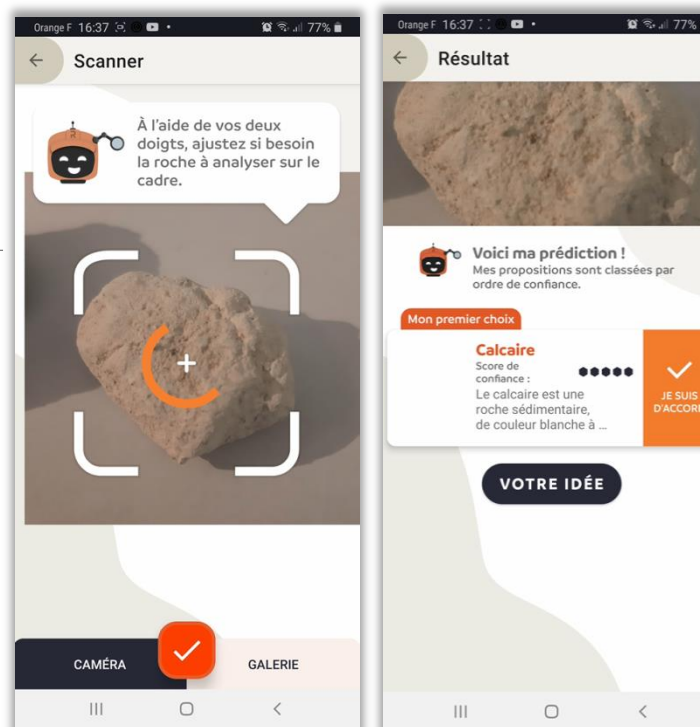 Orange F 16:37
77%
Scanner
À l'aide de vos deux
doigts, ajustez si besoin
la roche à analyser sur le
cadre.
CAMÉRA
GALERIE
Orange F 16:37
77%
Résultat
Voici ma prédiction !
Mes propositions sont classées par
ordre de confiance.
Mon premier choix
Calcaire
Score de
confiance :
Le calcaire est une
roche sédimentaire,
de couleur blanche à ...
JE SUIS
D'ACCORD
VOTRE IDÉE